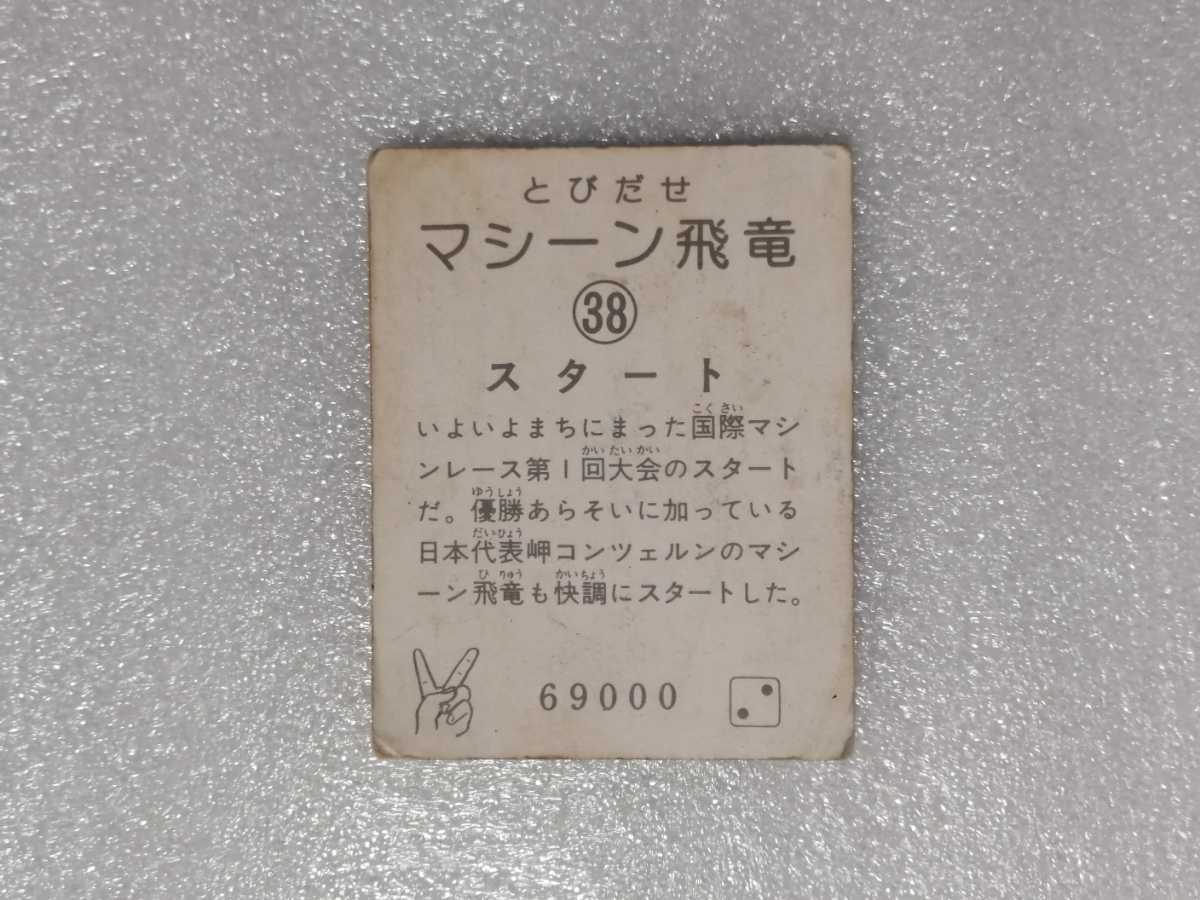 とびだせ
マシーン飛竜
㊳
スタート
いよいよまちにまった国際マシ
ンレース第1回大会のスタート
だ。優勝あらそいに加っている
日本代表岬コンツェルンのマシ
ーン飛竜も快調にスタートした。
69000